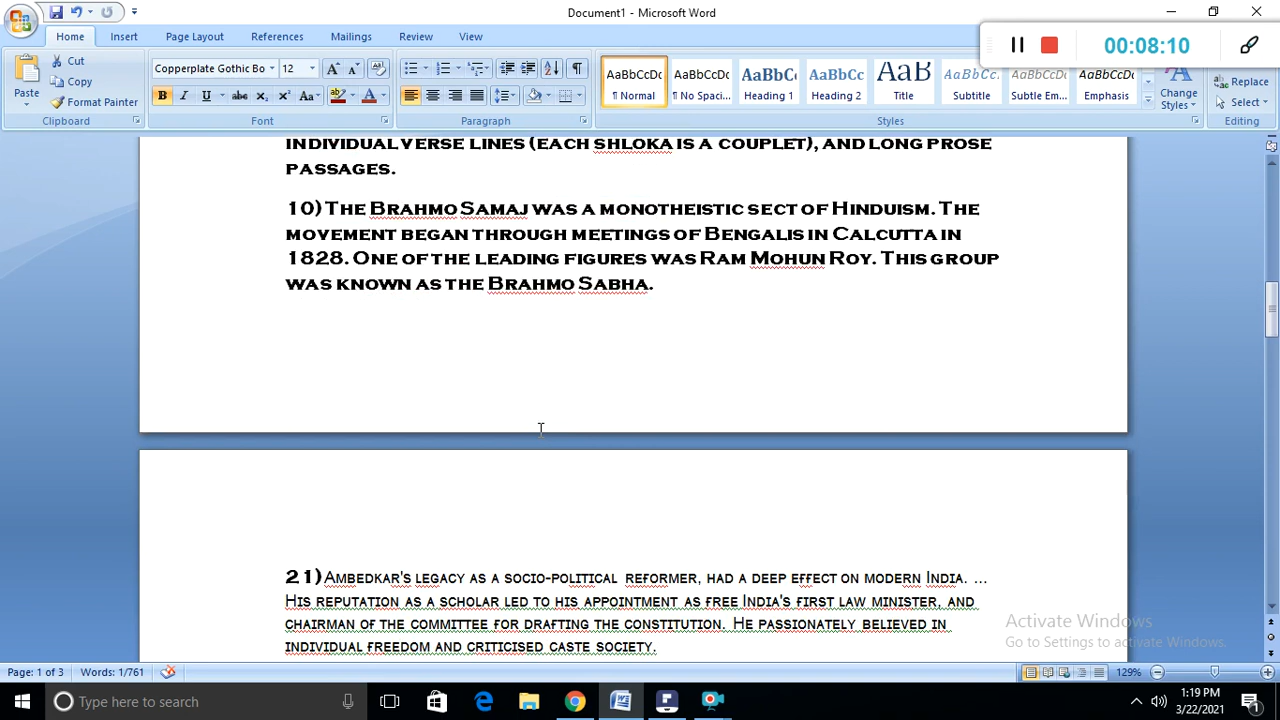 Document1 - Microsoft Word
Home Insert Page Layout References Mailings Review View
00:08:10
Paste
Cut
Copy
Format Painter
Clipboard
Copperplate Gothic Bo 12
Font
Paragraph
AaBbCcDc AaBbCcDc AaBbCc AaBbCc AaB AaBbCcL AaBbCcDc AaBbCcDc
¶ Normal ¶ No Spaci... Heading 1 Heading 2 Title Subtitle Subtle Em... Emphasis
Change Styles
Styles
Replace
Select
Editing
INDIVIDUAL VERSE LINES (EACH SHLOKA IS A COUPLET), AND LONG PROSE
PASSAGES.
10) THE BRAHMO SAMAJ WAS A MONOTHEISTIC SECT OF HINDUISM. THE
MOVEMENT BEGAN THROUGH MEETINGS OF BENGALIS IN CALCUTTA IN
1828. ONE OF THE LEADING FIGURES WAS RAM MOHUN ROY. THIS GROUP
WAS KNOWN AS THE BRAHMO SABHA.
21) AMBEDKAR'S LEGACY AS A SOCIO-POLITICAL REFORMER, HAD A DEEP EFFECT ON MODERN INDIA. ...
HIS REPUTATION AS A SCHOLAR LED TO HIS APPOINTMENT AS FREE INDIA'S FIRST LAW MINISTER, AND
CHAIRMAN OF THE COMMITTEE FOR DRAFTING THE CONSTITUTION. HE PASSIONATELY BELIEVED IN
INDIVIDUAL FREEDOM AND CRITICISED CASTE SOCIETY.
Activate Windows
Go to Settings to activate Windows.
Page: 1 of 3 Words: 1/761 129%
Type here to search
1:19 PM
3/22/2021